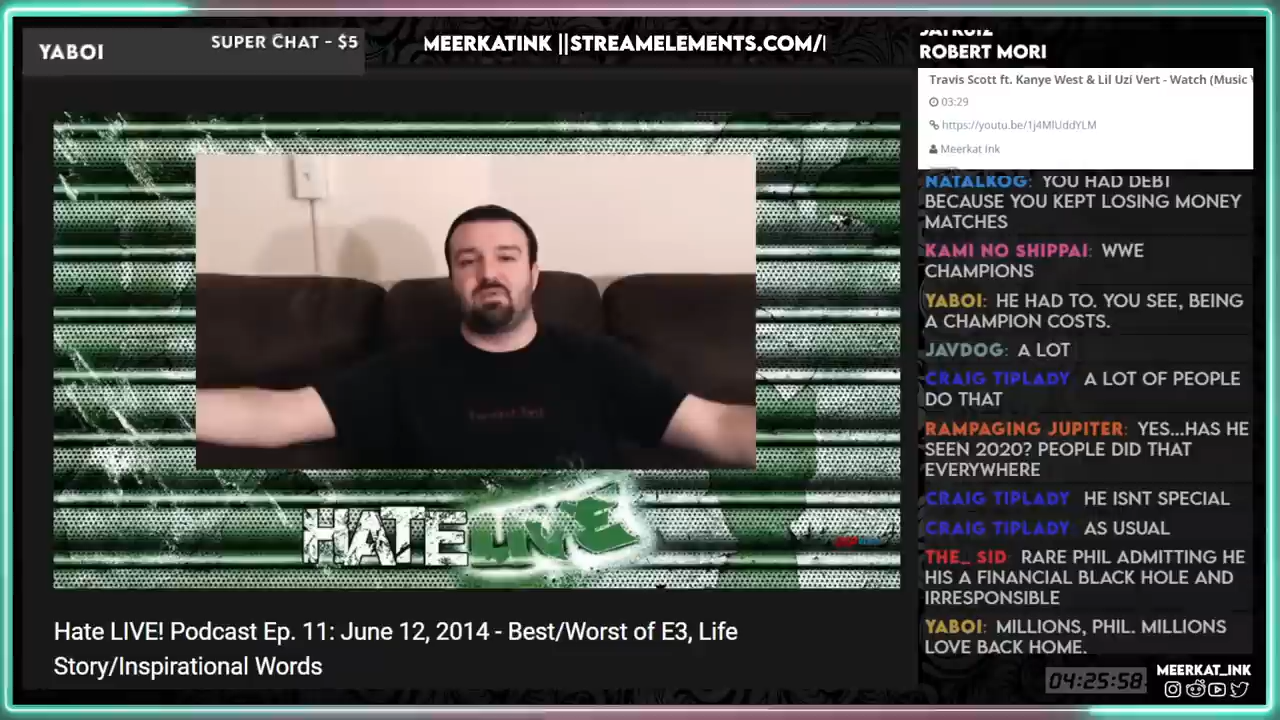 YABOI
SUPER CHAT - $5
MEERKATINK ||STREAMELEMENTS.COM/
ROBERT MORI
Travis Scott ft. Kanye West & Lil Uzi Vert - Watch (Music
03:29
https://youtu.be/1j4MlUddYLM
Meerkat Ink
NATALKOG: YOU HAD DEBT
BECAUSE YOU KEPT LOSING MONEY
MATCHES
KAMI NO SHIPPAI: WWE
CHAMPIONS
YABOI: HE HAD TO. YOU SEE, BEING
A CHAMPION COSTS.
JAVDOG: A LOT
CRAIG TIPLADY A LOT OF PEOPLE
DO THAT
RAMPAGING JUPITER: YES...HAS HE
SEEN 2020? PEOPLE DID THAT
EVERYWHERE
CRAIG TIPLADY HE ISNT SPECIAL
CRAIG TIPLADY AS USUAL
THE_ SID: RARE PHIL ADMITTING HE
HIS A FINANCIAL BLACK HOLE AND
IRRESPONSIBLE
YABOI: MILLIONS, PHIL. MILLIONS
LOVE BACK HOME.
HATE LIVE
Hate LIVE! Podcast Ep. 11: June 12, 2014 - Best/Worst of E3, Life
Story/Inspirational Words
04:25:58
MEERKAT_INK